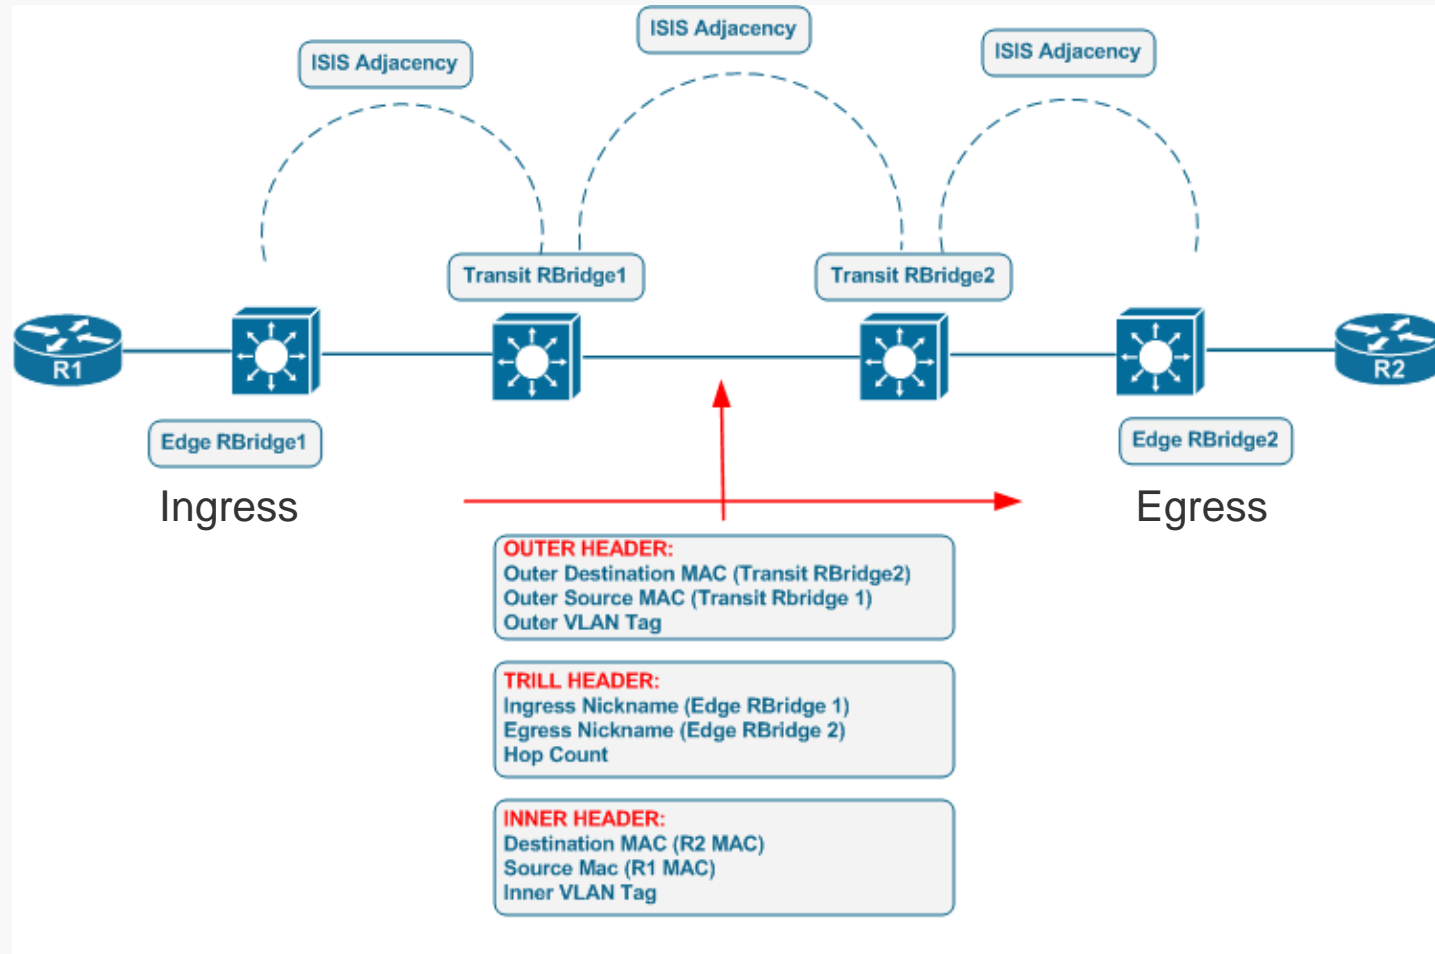 ISIS Adjacency
ISIS Adjacency
ISIS Adjacency
Transit RBridge1
Transit RBridge2
R1
R2
Edge RBridge1
Edge RBridge2
Ingress
Egress
OUTER HEADER:
Outer Destination MAC (Transit RBridge2)
Outer Source MAC (Transit Rbridge 1)
Outer VLAN Tag
TRILL HEADER:
Ingress Nickname (Edge RBridge 1)
Egress Nickname (Edge RBridge 2)
Hop Count
INNER HEADER:
Destination MAC (R2 MAC)
Source Mac (R1 MAC)
Inner VLAN Tag